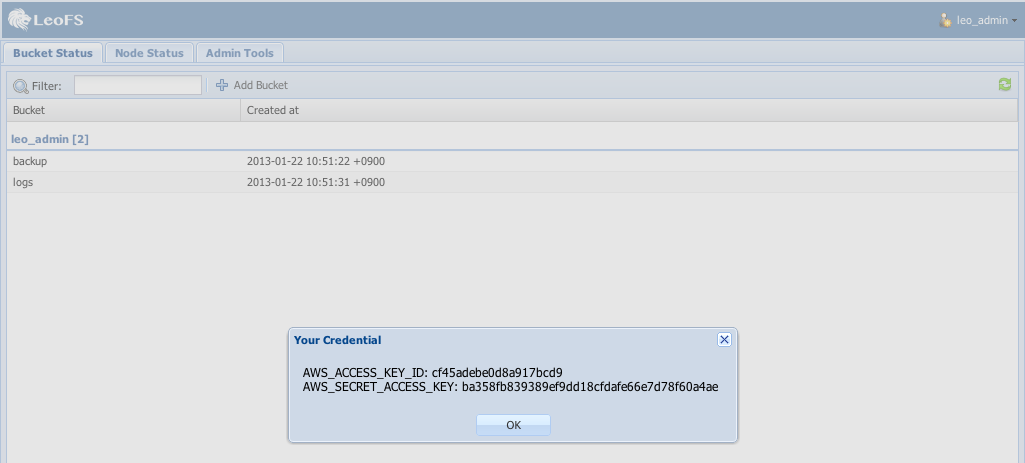 LeoFS
leo_admin
Bucket Status Node Status Admin Tools
Filter: Add Bucket
Bucket Created at
leo_admin [2]
backup 2013-01-22 10:51:22 +0900
logs 2013-01-22 10:51:31 +0900
Your Credential
AWS_ACCESS_KEY_ID: cf45adebe0d8a917bcd9
AWS_SECRET_ACCESS_KEY: ba358fb839389ef9dd18cfdafe66e7d78f60a4ae
OK